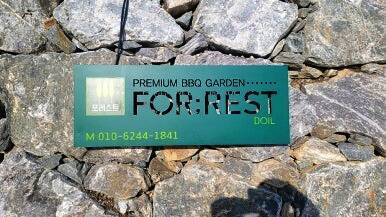 PREMIUM BBQ GARDEN·······
포레스트
FOR:REST
DOIL
M 010-6244-1841